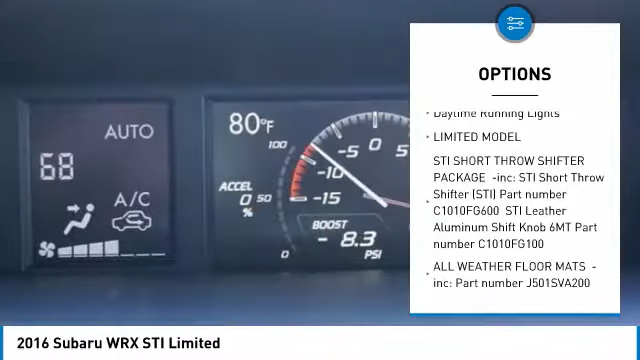 AUTO
68
A/C
80°F
100
ACCEL
0
%
50
0
-5
0
5
-10
-15
BOOST
- 8.3
PSI
OPTIONS
Daytime Running Lights
LIMITED MODEL
STI SHORT THROW SHIFTER
PACKAGE -inc: STI Short Throw
Shifter (STI) Part number
C1010FG600 STI Leather
Aluminum Shift Knob 6MT Part
number C1010FG100
ALL WEATHER FLOOR MATS -
inc: Part number J501SVA200
2016 Subaru WRX STI Limited